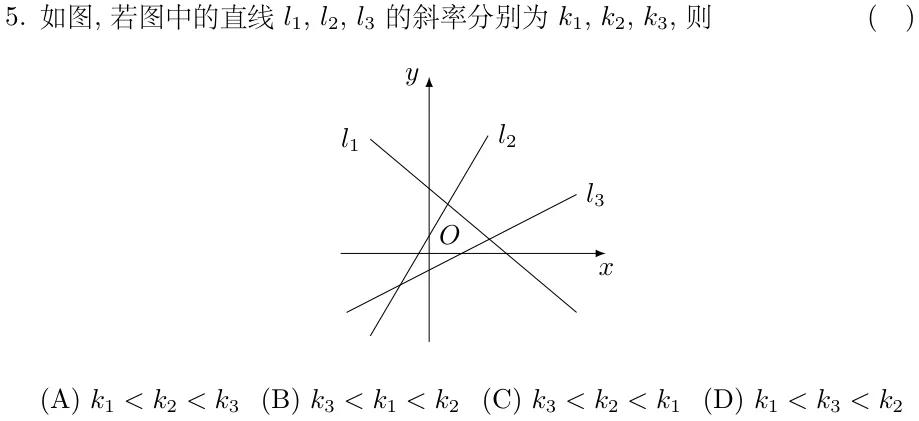 5. 如图, 若图中的直线 l₁, l₂, l₃ 的斜率分别为 k₁, k₂, k₃, 则 ( )
y
l₁ l₂
l₃
O
x
(A) k₁ < k₂ < k₃ (B) k₃ < k₁ < k₂ (C) k₃ < k₂ < k₁ (D) k₁ < k₃ < k₂